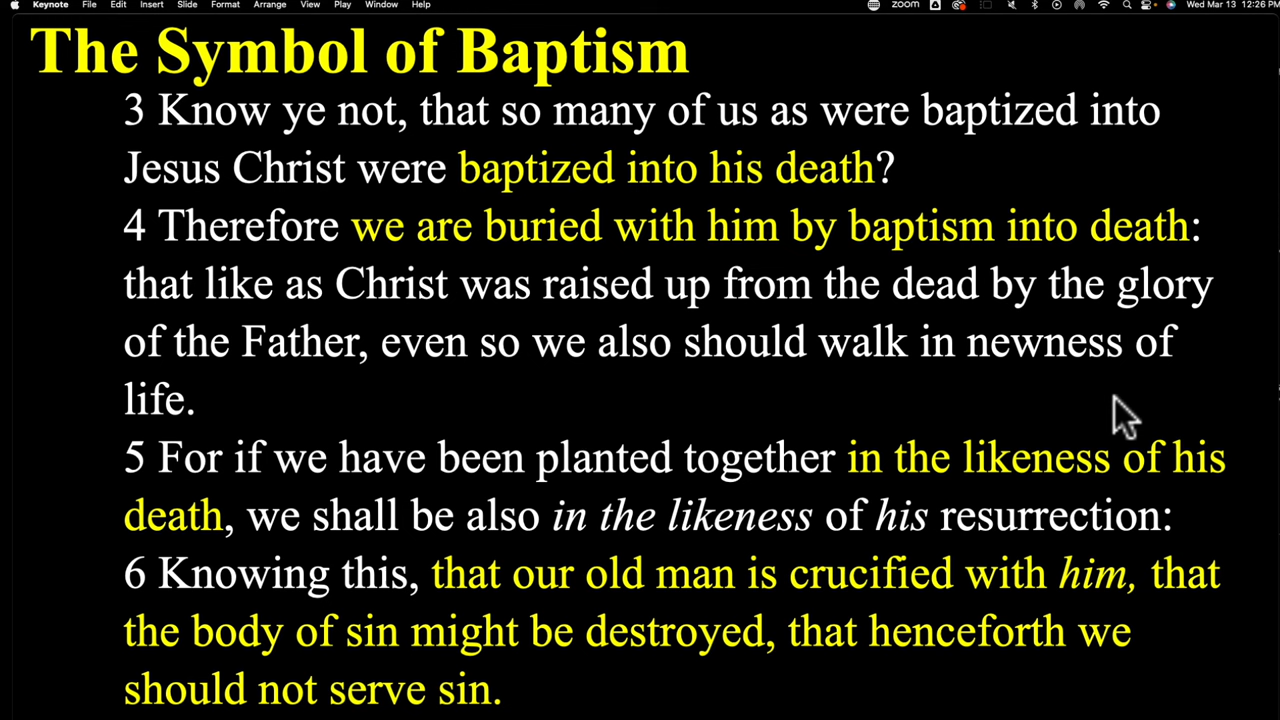 Keynote File Edit Insert Slide Format Arrange View Play Window Help zoom Wed Mar 13 12:26 PM
The Symbol of Baptism
3 Know ye not, that so many of us as were baptized into
Jesus Christ were baptized into his death?
4 Therefore we are buried with him by baptism into death:
that like as Christ was raised up from the dead by the glory
of the Father, even so we also should walk in newness of
life.
5 For if we have been planted together in the likeness of his
death, we shall be also in the likeness of his resurrection:
6 Knowing this, that our old man is crucified with him, that
the body of sin might be destroyed, that henceforth we
should not serve sin.